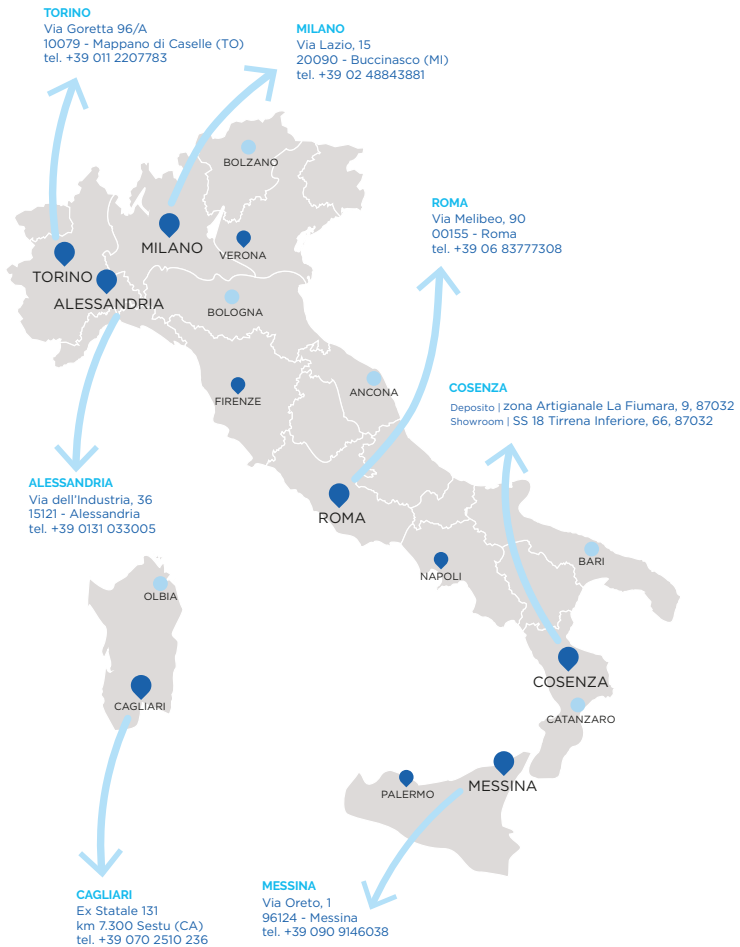 TORINO
Via Goretta 96/A
10079 - Mappano di Caselle (TO)
tel. +39 011 2207783
MILANO
Via Lazio, 15
20090 - Buccinasco (MI)
tel. +39 02 48843881
BOLZANO
ROMA
Via Melibeo, 90
00155 - Roma
tel. +39 06 83777308
MILANO
VERONA
TORINO
ALESSANDRIA
BOLOGNA
FIRENZE
ANCONA
COSENZA
Deposito | zona Artigianale La Fiumara, 9, 87032
Showroom | SS 18 Tirrena Inferiore, 66, 87032
ALESSANDRIA
Via dell'Industria, 36
15121 - Alessandria
tel. +39 0131 033005
ROMA
BARI
NAPOLI
OLBIA
COSENZA
CAGLIARI
CATANZARO
MESSINA
PALERMO
CAGLIARI
Ex Statale 131
km 7.300 Sestu (CA)
tel. +39 070 2510 236
MESSINA
Via Oreto, 1
96124 - Messina
tel. +39 090 9146038